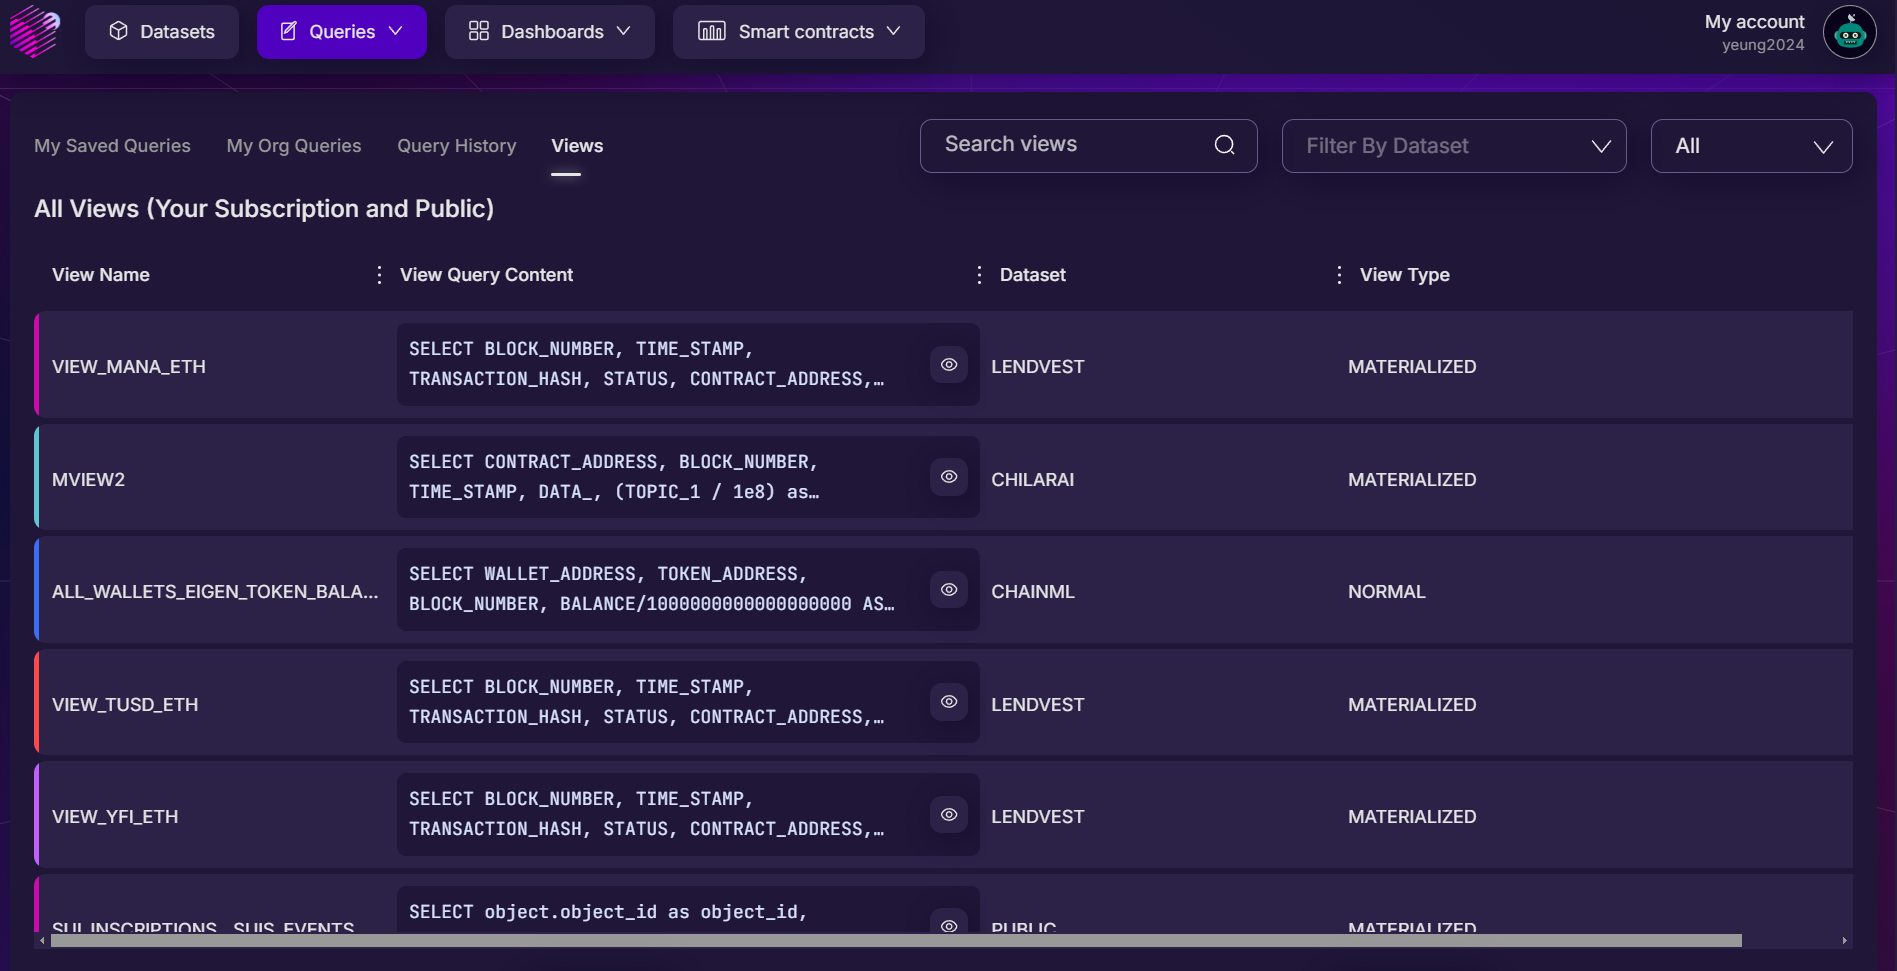 Datasets
Queries
Dashboards
Smart contracts
My account
yeung2024
My Saved Queries
My Org Queries
Query History
Views
Search views
Filter By Dataset
All
All Views (Your Subscription and Public)
View Name
View Query Content
Dataset
View Type
VIEW_MANA_ETH
SELECT BLOCK_NUMBER, TIME_STAMP,
TRANSACTION_HASH, STATUS, CONTRACT_ADDRESS,…
LENDVEST
MATERIALIZED
MVIEW2
SELECT CONTRACT_ADDRESS, BLOCK_NUMBER,
TIME_STAMP, DATA_, (TOPIC_1 / 1e8) as…
CHILARAI
MATERIALIZED
ALL_WALLETS_EIGEN_TOKEN_BALA...
SELECT WALLET_ADDRESS, TOKEN_ADDRESS,
BLOCK_NUMBER, BALANCE/1000000000000000000 AS…
CHAINML
NORMAL
VIEW_TUSD_ETH
SELECT BLOCK_NUMBER, TIME_STAMP,
TRANSACTION_HASH, STATUS, CONTRACT_ADDRESS,…
LENDVEST
MATERIALIZED
VIEW_YFI_ETH
SELECT BLOCK_NUMBER, TIME_STAMP,
TRANSACTION_HASH, STATUS, CONTRACT_ADDRESS,…
LENDVEST
MATERIALIZED
SUI_INSCRIPTIONS__SUIS_EVENTS
SELECT object.object_id as object_id,
PUBLIC
MATERIALIZED